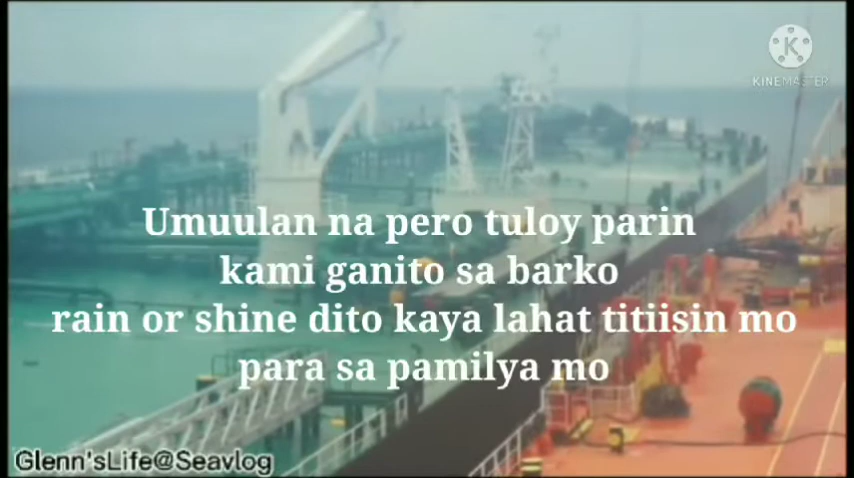 KINEMASTER
Umuulan na pero tuloy parin
kami ganito sa barko
rain or shine dito kaya lahat titiisin mo
para sa pamilya mo
Glenn'sLife@Seavlog